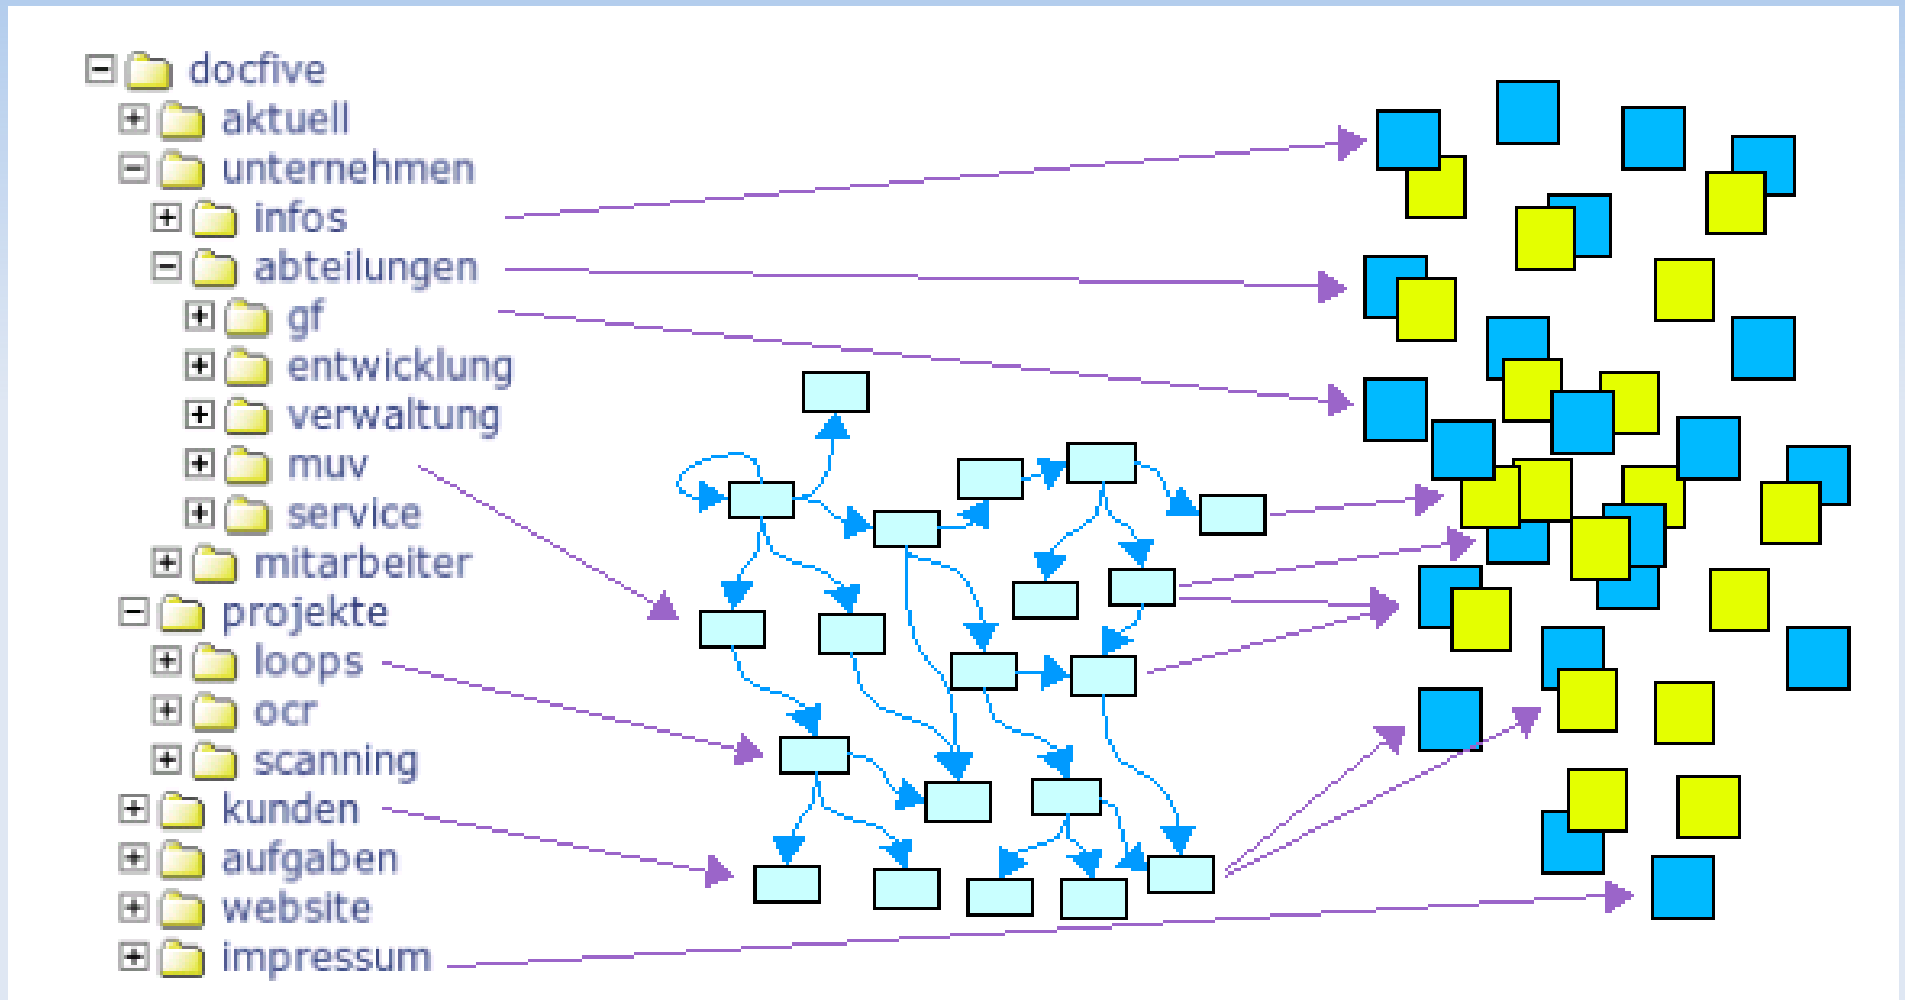 docfive
aktuell
unternehmen
infos
abteilungen
gf
entwicklung
verwaltung
muv
service
mitarbeiter
projekte
loops
ocr
scanning
kunden
aufgaben
website
impressum